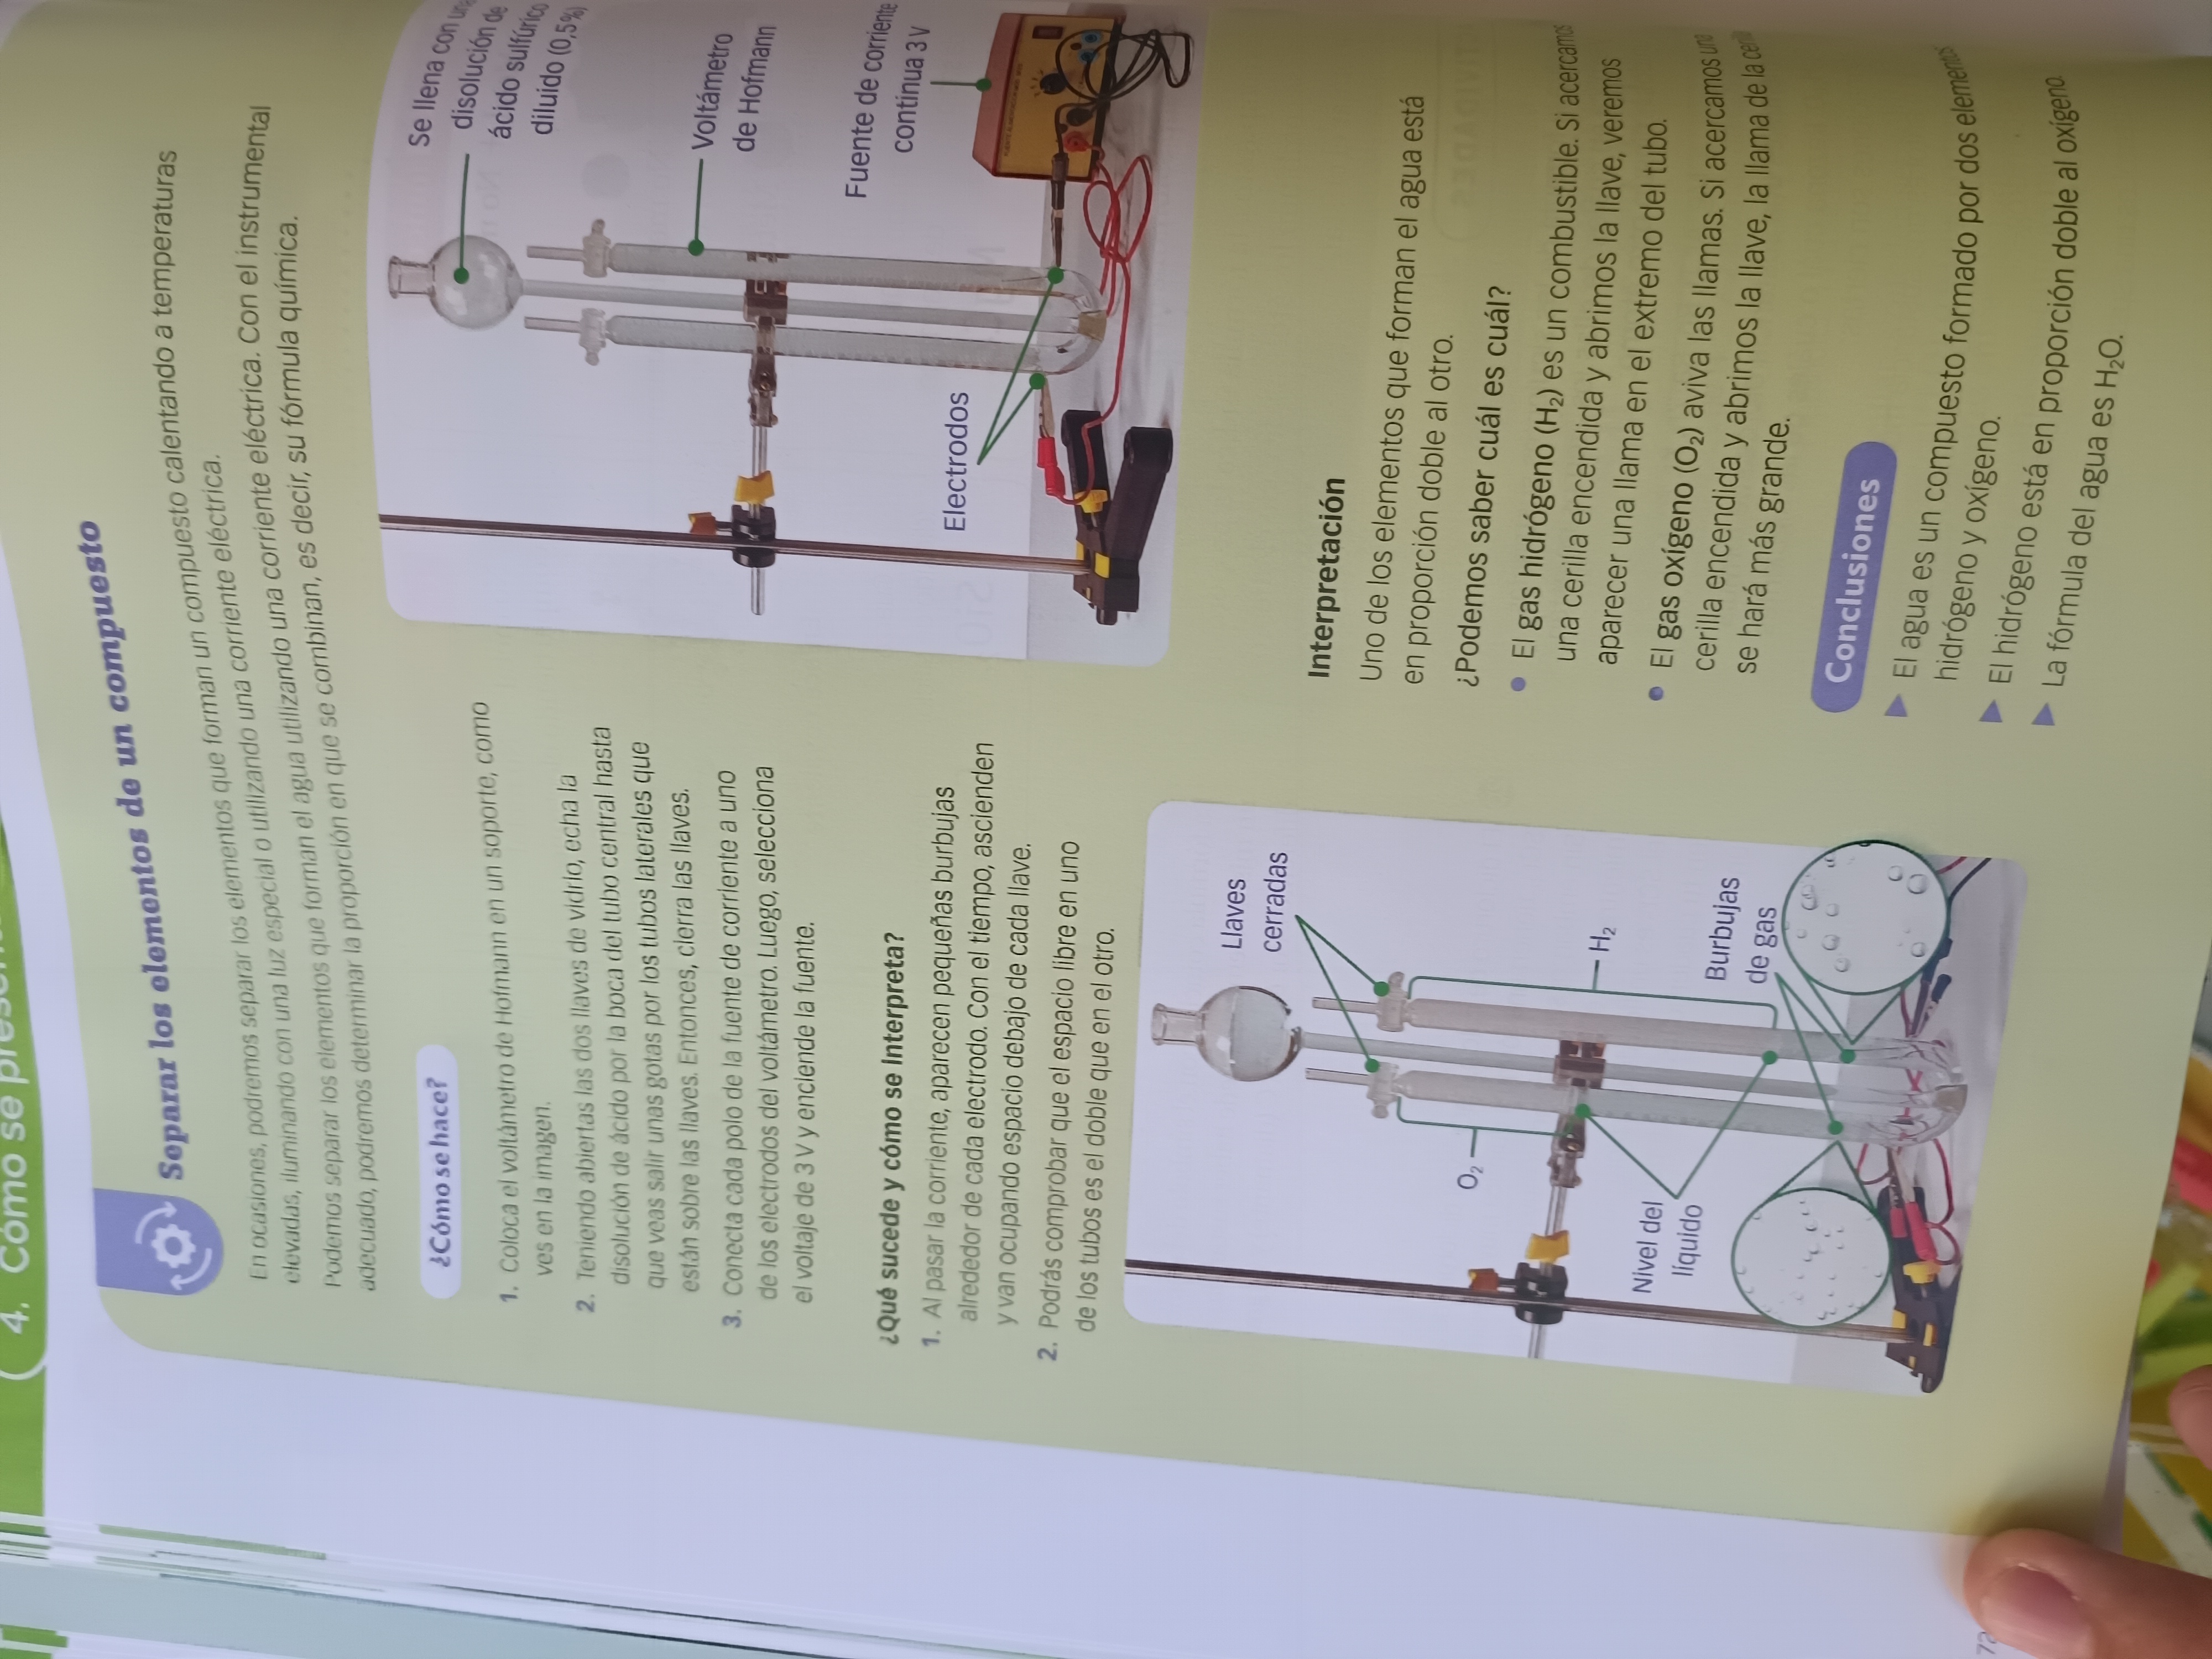 4. Cómo se
Separar los elementos de un compuesto
En ocasiones, podremos separar los elementos que forman un compuesto calentando a temperaturas
elevadas, iluminando con una luz especial o utilizando una corriente eléctrica.
Podemos separar los elementos que forman el agua utilizando una corriente eléctrica. Con el instrumental
adecuado, podremos determinar la proporción en que se combinan, es decir, su fórmula química.
¿Cómo se hace?
1. Coloca el voltámetro de Hofmann en un soporte, como
ves en la imagen.
2. Teniendo abiertas las dos llaves de vidrio, echa la
disolución de ácido por la boca del tubo central hasta
que veas salir unas gotas por los tubos laterales que
están sobre las llaves. Entonces, cierra las llaves.
3. Conecta cada polo de la fuente de corriente a uno
de los electrodos del voltámetro. Luego, selecciona
el voltaje de 3 V y enciende la fuente.
¿Qué sucede y cómo se interpreta?
1. Al pasar la corriente, aparecen pequeñas burbujas
alrededor de cada electrodo. Con el tiempo, ascienden
y van ocupando espacio debajo de cada llave.
2. Podrás comprobar que el espacio libre en uno
de los tubos es el doble que en el otro.
Llaves
cerradas
O₂
H₂
Nivel del
líquido
Burbujas
de gas
Se llena con una
disolución de
ácido sulfúrico
diluido (0,5%)
Voltámetro
de Hofmann
Fuente de corriente
continua 3 V
Electrodos
Interpretación
Uno de los elementos que forman el agua está
en proporción doble al otro.
¿Podemos saber cuál es cuál?
• El gas hidrógeno (H₂) es un combustible. Si acercamos
una cerilla encendida y abrimos la llave, veremos
aparecer una llama en el extremo del tubo.
• El gas oxígeno (O₂) aviva las llamas. Si acercamos una
cerilla encendida y abrimos la llave, la llama de la
se hará más grande.
Conclusiones
▶ El agua es un compuesto formado por dos elementos
hidrógeno y oxígeno.
▶ El hidrógeno está en proporción doble al oxígeno.
▶ La fórmula del agua es H₂O.